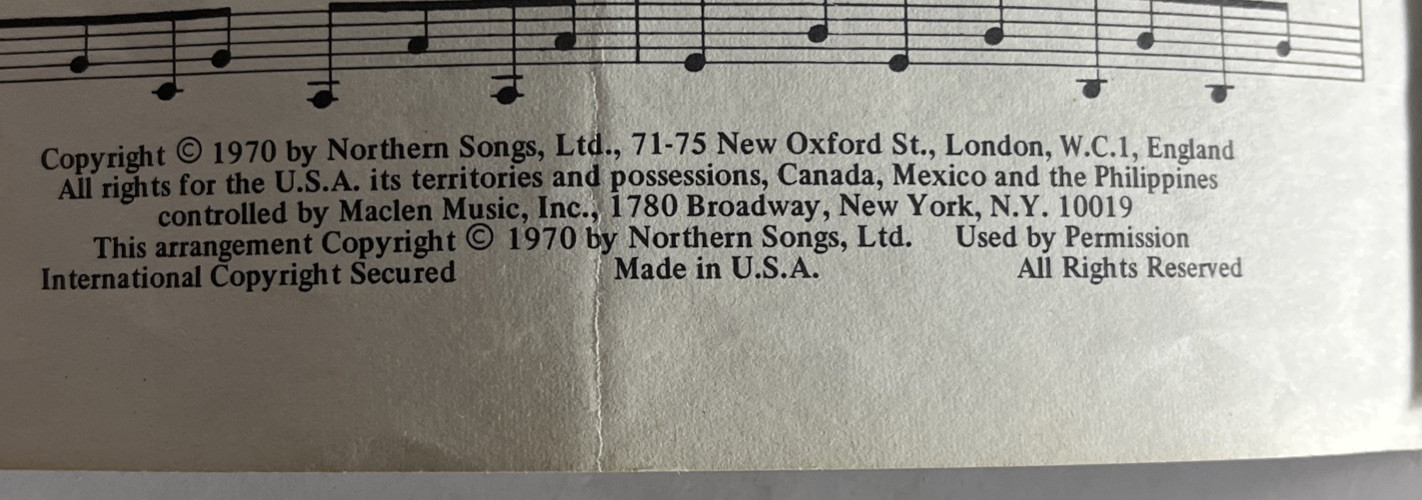 Copyright © 1970 by Northern Songs, Ltd., 71-75 New Oxford St., London, W.C.1, England
All rights for the U.S.A. its territories and possessions, Canada, Mexico and the Philippines
controlled by Maclen Music, Inc., 1780 Broadway, New York, N.Y. 10019
This arrangement Copyright © 1970 by Northern Songs, Ltd. Used by Permission
International Copyright Secured Made in U.S.A. All Rights Reserved